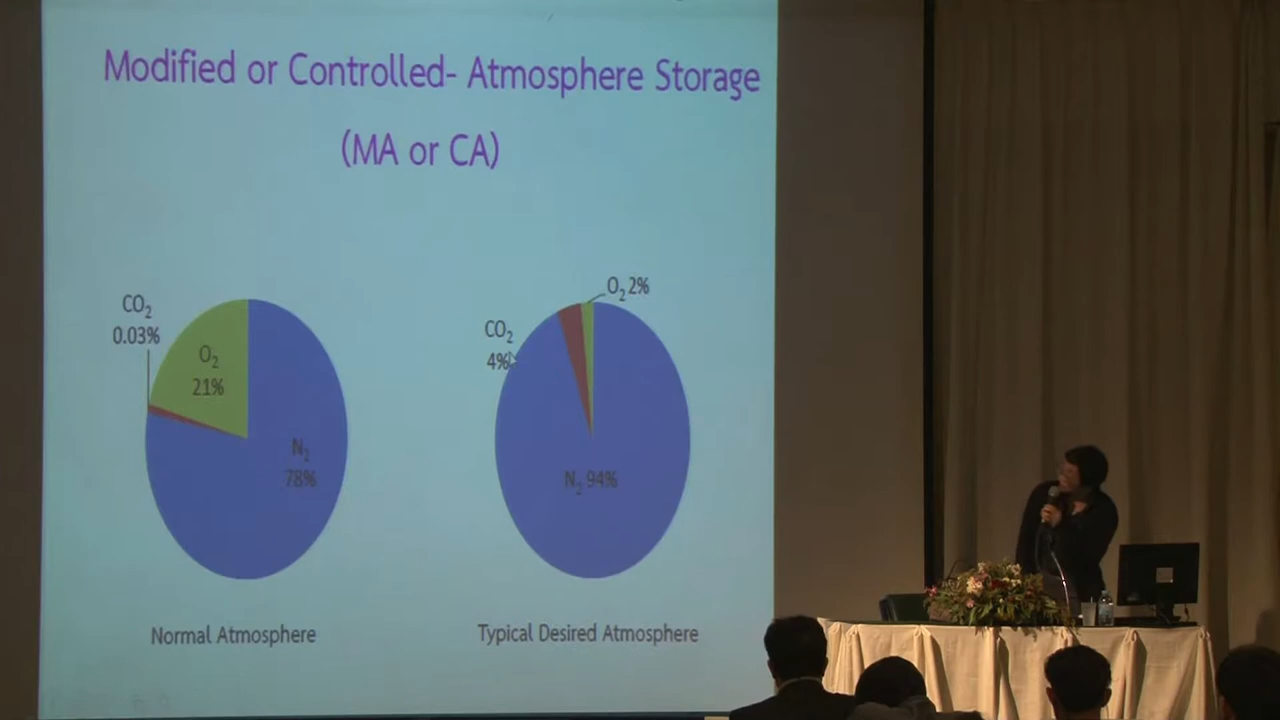 Modified or Controlled- Atmosphere Storage
(MA or CA)
CO2
0.03%
O2
21%
N2
78%
Normal Atmosphere
O2 2%
CO2
4%
N2 94%
Typical Desired Atmosphere